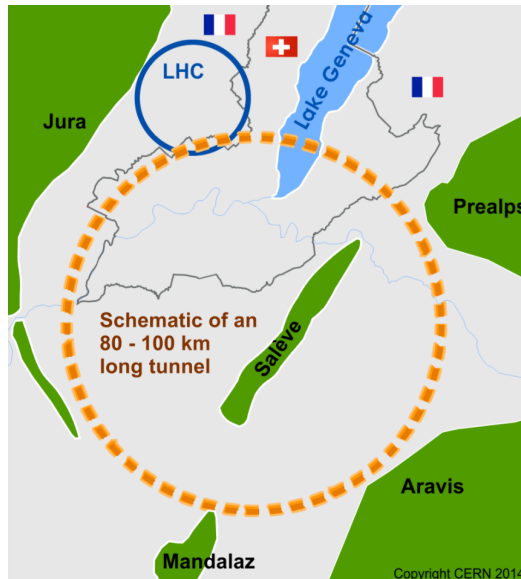 LHC
Lake Geneva
Jura
Prealps
Schematic of an
80 - 100 km
long tunnel
Salève
Aravis
Mandalaz
Copyright CERN 2014